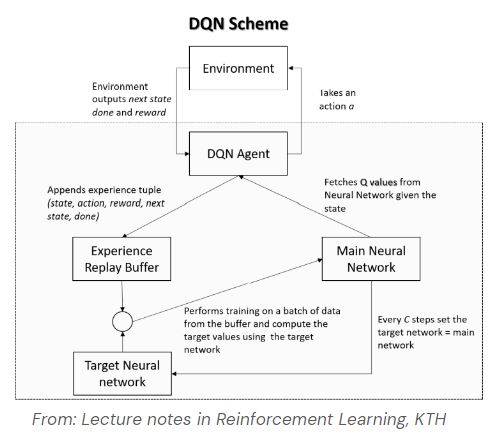 DQN Scheme
Environment
Environment
outputs next state
done and reward
Takes an
action a
DQN Agent
Appends experience tuple
(state, action, reward, next
state, done)
Fetches Q values from
Neural Network given the
state
Experience
Replay Buffer
Main Neural
Network
Performs training on a batch of data
from the buffer and compute the
target values using the target
network
Every C steps set the
target network = main
network
Target Neural
network
From: Lecture notes in Reinforcement Learning, KTH